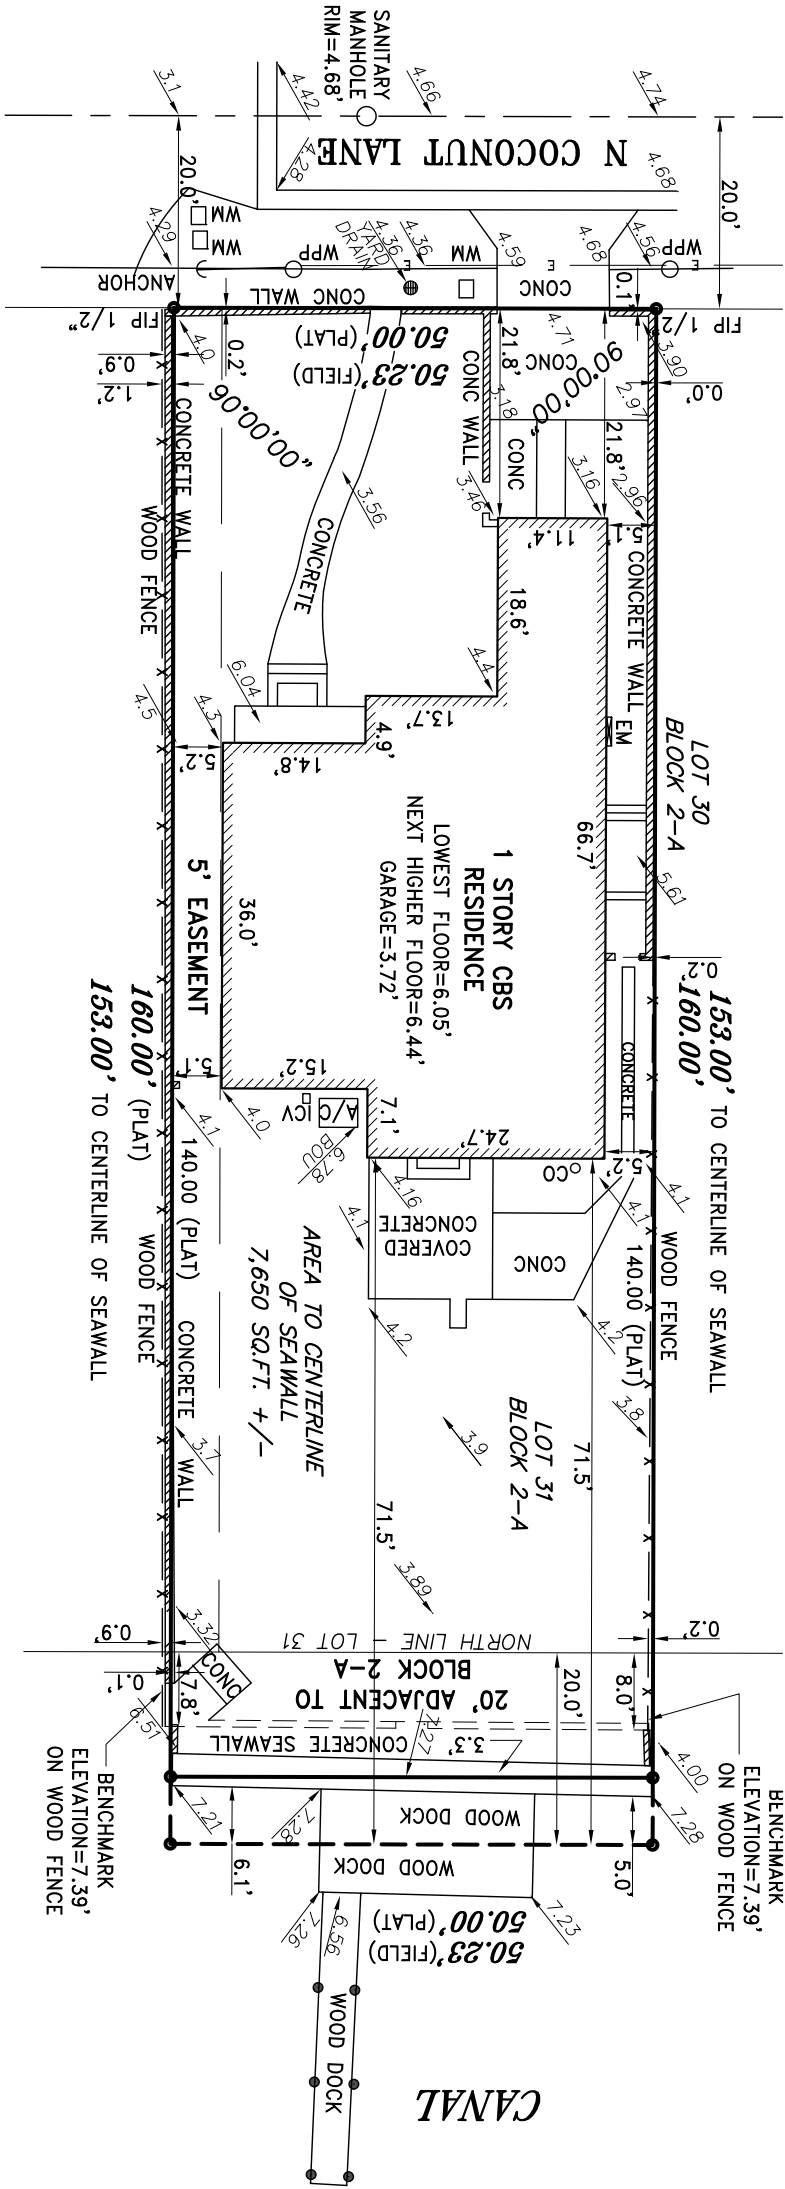 SANITARY
MANHOLE
RIM=4.68'
4.42
4.66
4.74
3.1
N COCONUT LANE
4.28
4.68
20.0'
20.0'
4.29
WM
WM
WPP
4.36
YARD
DRAIN
4.36
E
WM
4.59
E
4.68
4.56
WPP
E
ANCHOR
CONC WALL
CONC
0.1'
FIP 1/2"
FIP 1/2"
4.0
0.9'
1.2'
0.2'
50.00' (PLAT)
50.23' (FIELD)
90°00'00"
90°00'00"
21.8'
3.18
CONC
4.71
3.90
2.97
0.0'
CONCRETE WALL
WOOD FENCE
CONC WALL
CONC
21.8'
2.96
3.16
3.46
3.56
CONCRETE
11.4'
5.1'
CONCRETE WALL
18.6'
6.04
4.4
EM
LOT 30
BLOCK 2-A
4.5
4.3
5.2'
14.8'
4.9'
13.7'
66.7'
5.61
5' EASEMENT
36.0'
1 STORY CBS
RESIDENCE
LOWEST FLOOR=6.05'
NEXT HIGHER FLOOR=6.44'
GARAGE=3.72'
0.2'
153.00' TO CENTERLINE OF SEAWALL
160.00'
160.00' (PLAT)
153.00' TO CENTERLINE OF SEAWALL
CONCRETE
5.1'
15.2'
4.1
4.0
ICV
A/C
7.1'
24.7'
5.2'
6.78
BOU
4.16
CO
4.1
4.1
4.1
COVERED
CONCRETE
CONC
140.00 (PLAT)
WOOD FENCE
140.00 (PLAT)
WOOD FENCE
4.2
4.2
AREA TO CENTERLINE
OF SEAWALL
7,650 SQ.FT. +/-
CONCRETE WALL
3.7
3.8
3.9
LOT 31
BLOCK 2-A
71.5'
71.5'
3.89
3.32
0.9'
NORTH LINE - LOT 31
0.2'
CONC
0.1'
7.8'
20' ADJACENT TO
BLOCK 2-A
20.0'
8.0'
6.51
CONCRETE SEAWALL
7.27
3.3'
4.00
BENCHMARK
ELEVATION=7.39'
ON WOOD FENCE
BENCHMARK
ELEVATION=7.39'
ON WOOD FENCE
7.21
7.28
7.28
WOOD DOCK
6.1'
5.0'
WOOD DOCK
7.26
6.56
7.23
50.00' (PLAT)
50.23' (FIELD)
WOOD DOCK
CANAL